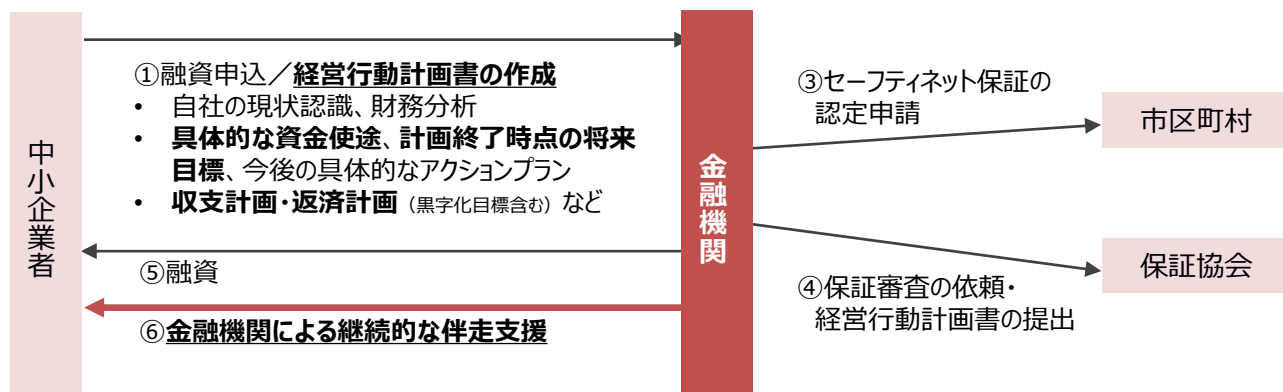 中小企業者
①融資申込／経営行動計画書の作成
• 自社の現状認識、財務分析
• 具体的な資金使途、計画終了時点の将来
目標、今後の具体的なアクションプラン
• 収支計画・返済計画 （黒字化目標含む） など
⑤融資
⑥金融機関による継続的な伴走支援
金融機関
③セーフティネット保証の
認定申請
市区町村
保証協会
④保証審査の依頼・
経営行動計画書の提出